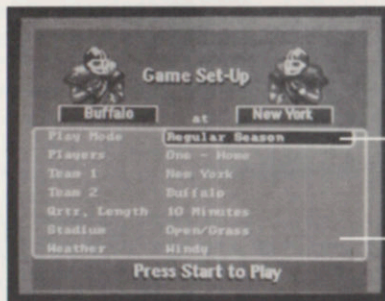 Game Set-Up
Buffalo at New York
Play Mode Regular Season
Players One - Home
Team 1 New York
Team 2 Buffalo
Qrtr. Length 10 Minutes
Stadium Open/Grass
Weather Windy
Press Start to Play